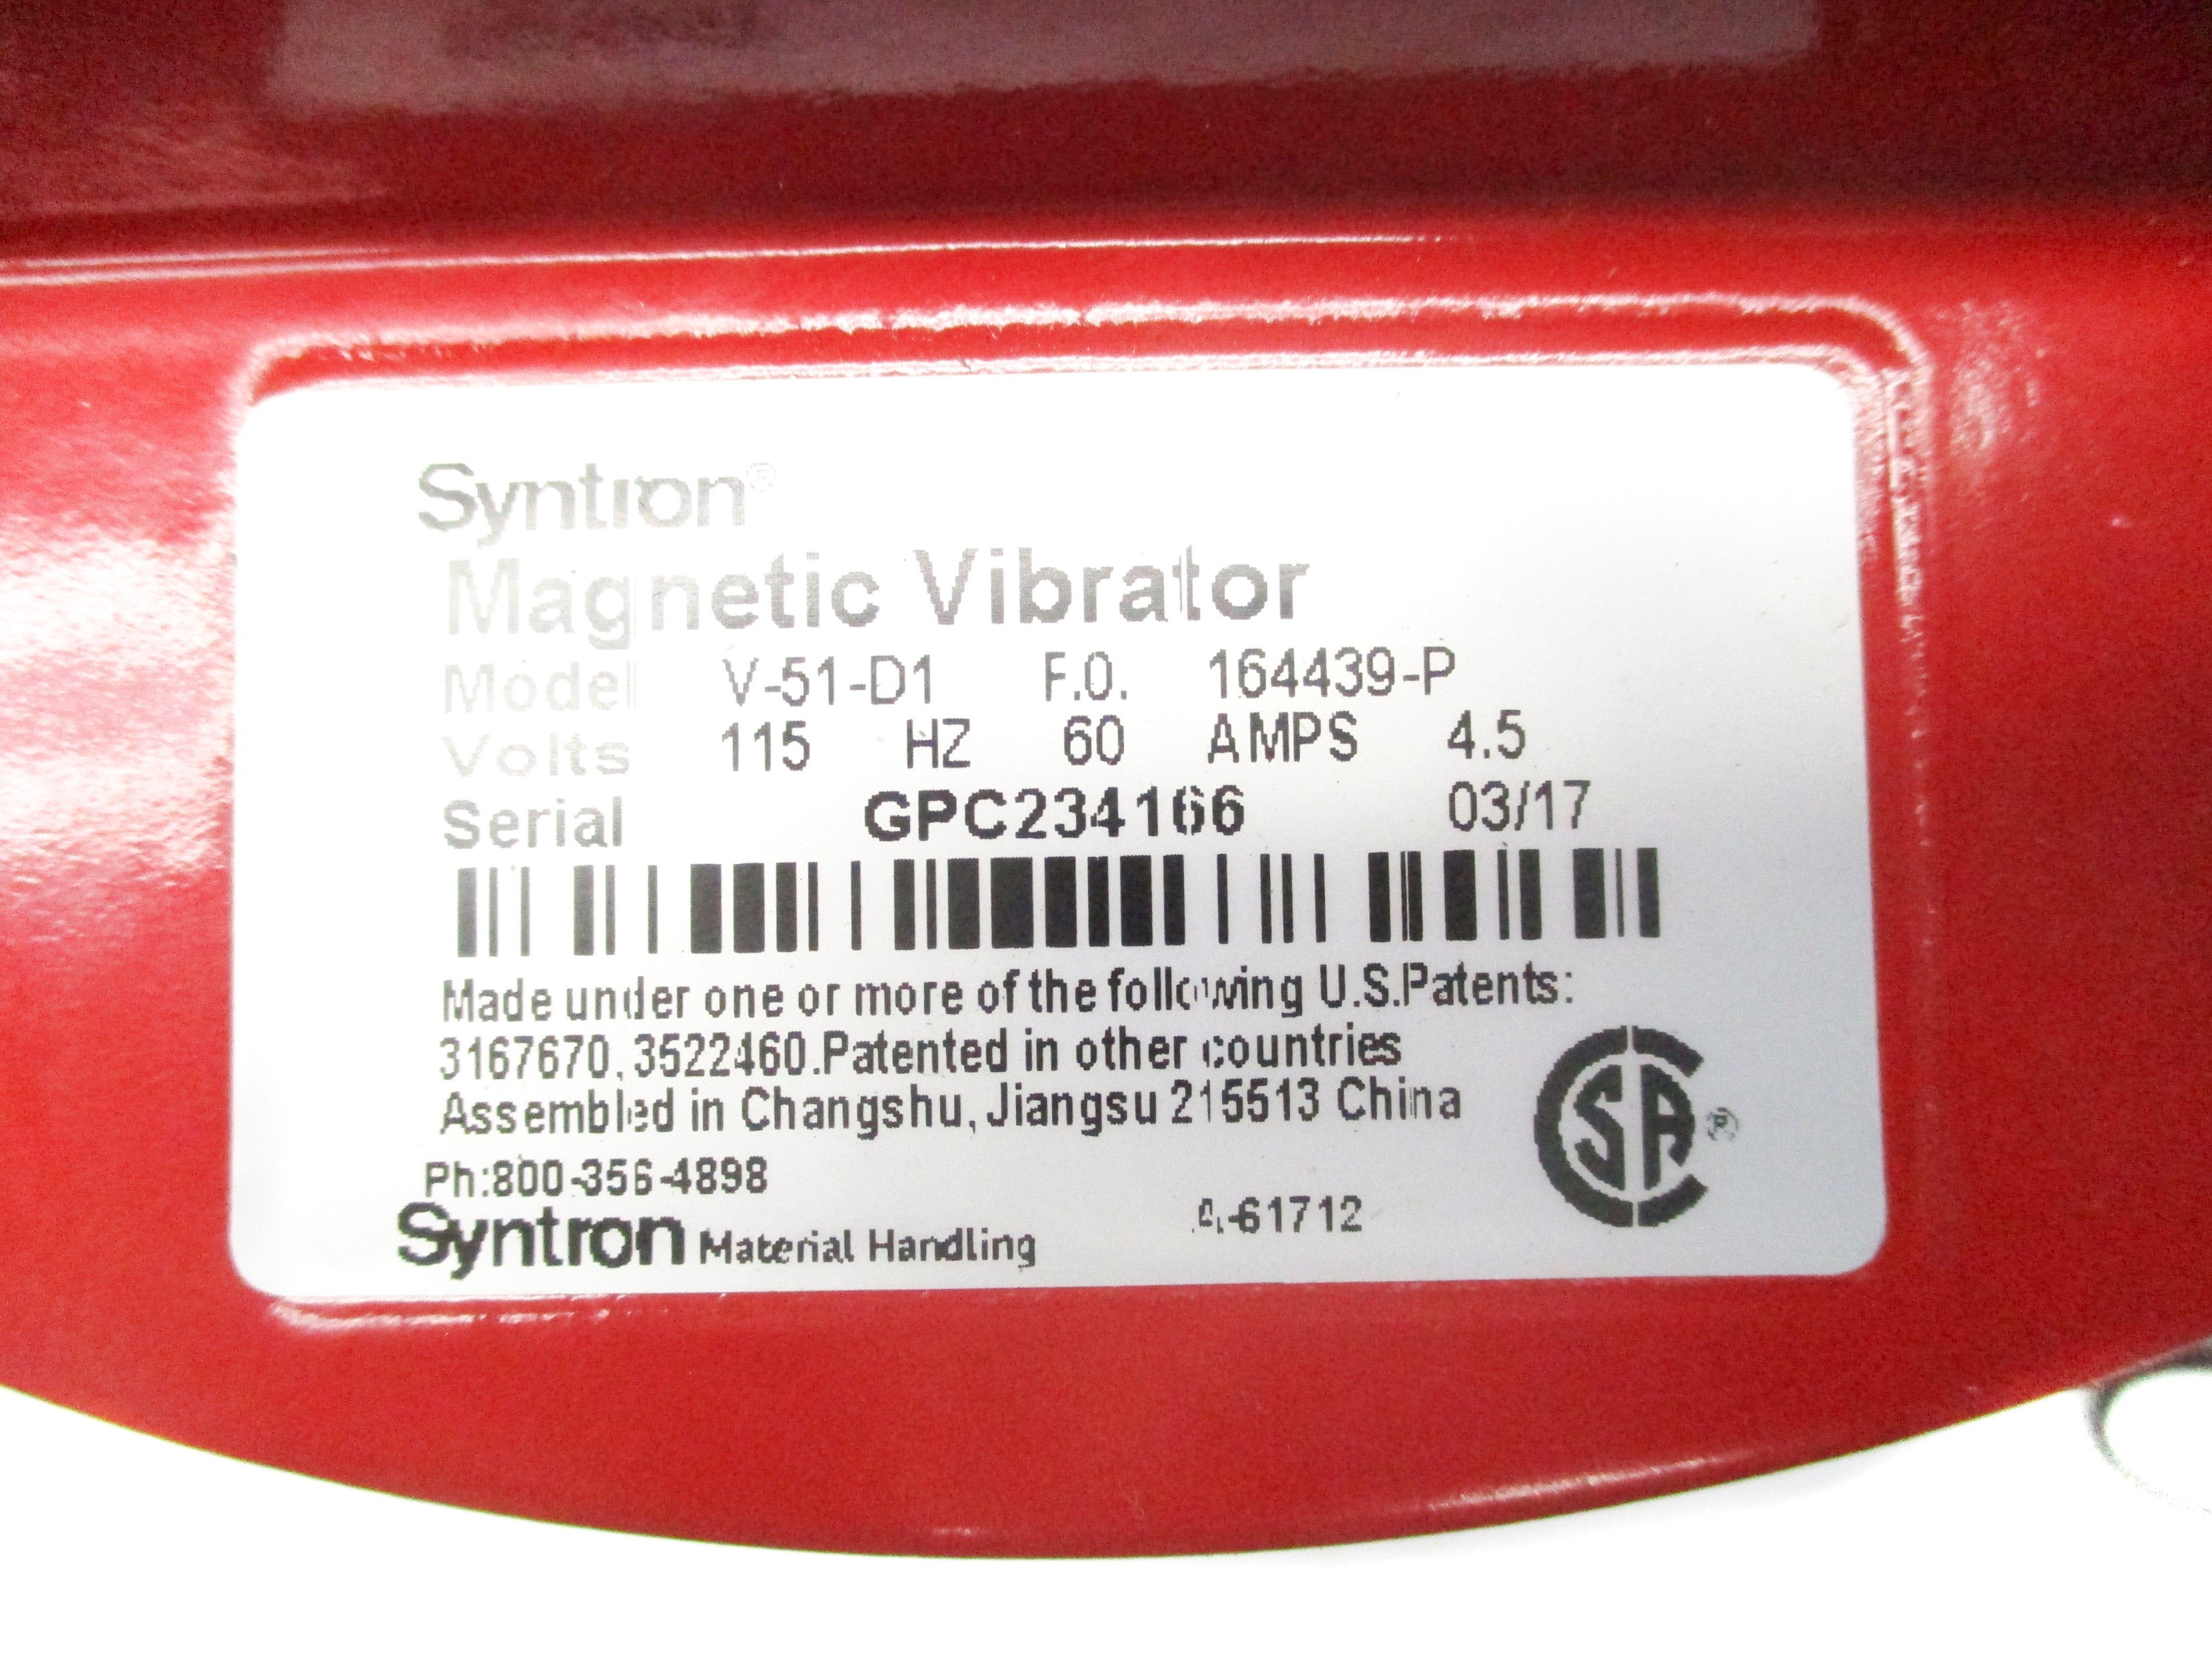 Syntron®
Magnetic Vibrator
Model V-51-D1 F.O. 164439-P
Volts 115 HZ 60 AMPS 4.5
Serial GPC234166 03/17
Made under one or more of the following U.S.Patents:
3167670,3522460.Patented in other countries
Assembled in Changshu, Jiangsu 215513 China
SA ®
Ph:800-356-4898
Syntron Material Handling